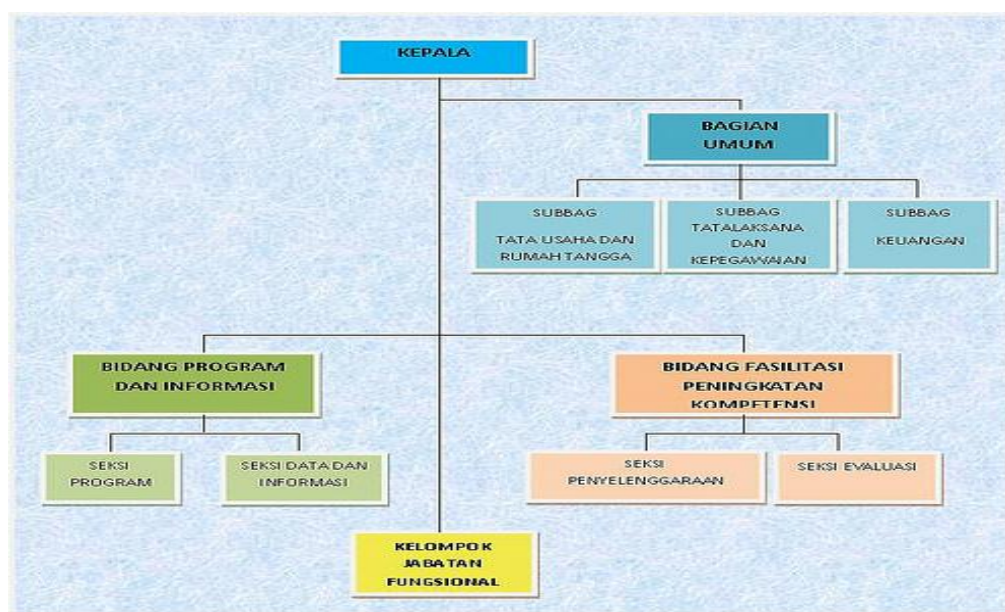 KEPALA
BAGIAN
UMUM
SUBBAG
TATA USAHA DAN
RUMAH TANGGA
SUBBAG
TATALAKSANA
DAN
KEPEGAWAIAN
SUBBAG
KEUANGAN
BIDANG PROGRAM
DAN INFORMASI
BIDANG FASILITASI
PENINGKATAN
KOMPETENSI
SEKSI
PROGRAM
SEKSI DATA DAN
INFORMASI
SEKSI
PENYELENGGARAAN
SEKSI EVALUASI
KELOMPOK
JABATAN
FUNGSIONAL